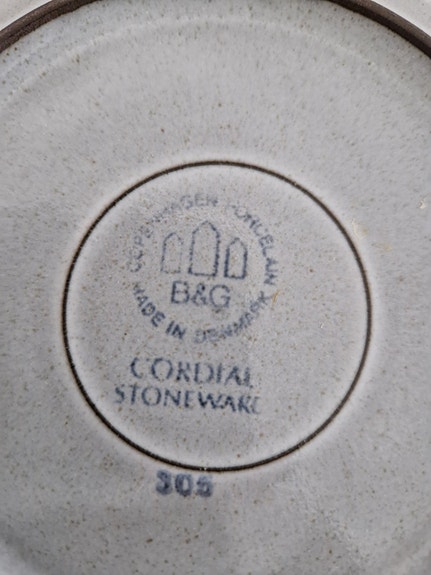 COPENHAGEN PORCELAIN
B&G
MADE IN DENMARK
CORDIAL
STONEWARE
305